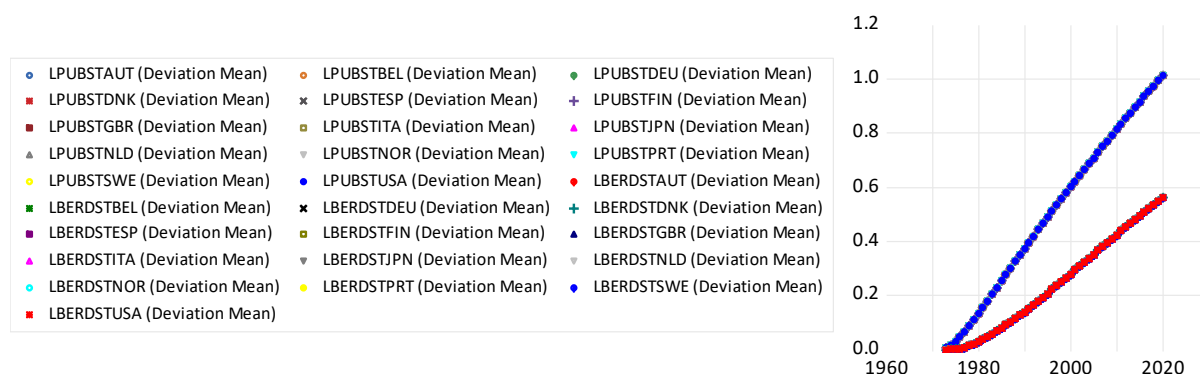 LPUBSTAUT (Deviation Mean) LPUBSTBEL (Deviation Mean) LPUBSTDEU (Deviation Mean)
LPUBSTDNK (Deviation Mean) LPUBSTESP (Deviation Mean) LPUBSTFIN (Deviation Mean)
LPUBSTGBR (Deviation Mean) LPUBSTITA (Deviation Mean) LPUBSTJPN (Deviation Mean)
LPUBSTNLD (Deviation Mean) LPUBSTNOR (Deviation Mean) LPUBSTPRT (Deviation Mean)
LPUBSTSWE (Deviation Mean) LPUBSTUSA (Deviation Mean) LBERDSTAUT (Deviation Mean)
LBERDSTBEL (Deviation Mean) LBERDSTDEU (Deviation Mean) LBERDSTDNK (Deviation Mean)
LBERDSTESP (Deviation Mean) LBERDSTFIN (Deviation Mean) LBERDSTGBR (Deviation Mean)
LBERDSTITA (Deviation Mean) LBERDSTJPN (Deviation Mean) LBERDSTNLD (Deviation Mean)
LBERDSTNOR (Deviation Mean) LBERDSTPRT (Deviation Mean) LBERDSTSWE (Deviation Mean)
LBERDSTUSA (Deviation Mean)
1.2
1.0
0.8
0.6
0.4
0.2
0.0
1960 1980 2000 2020